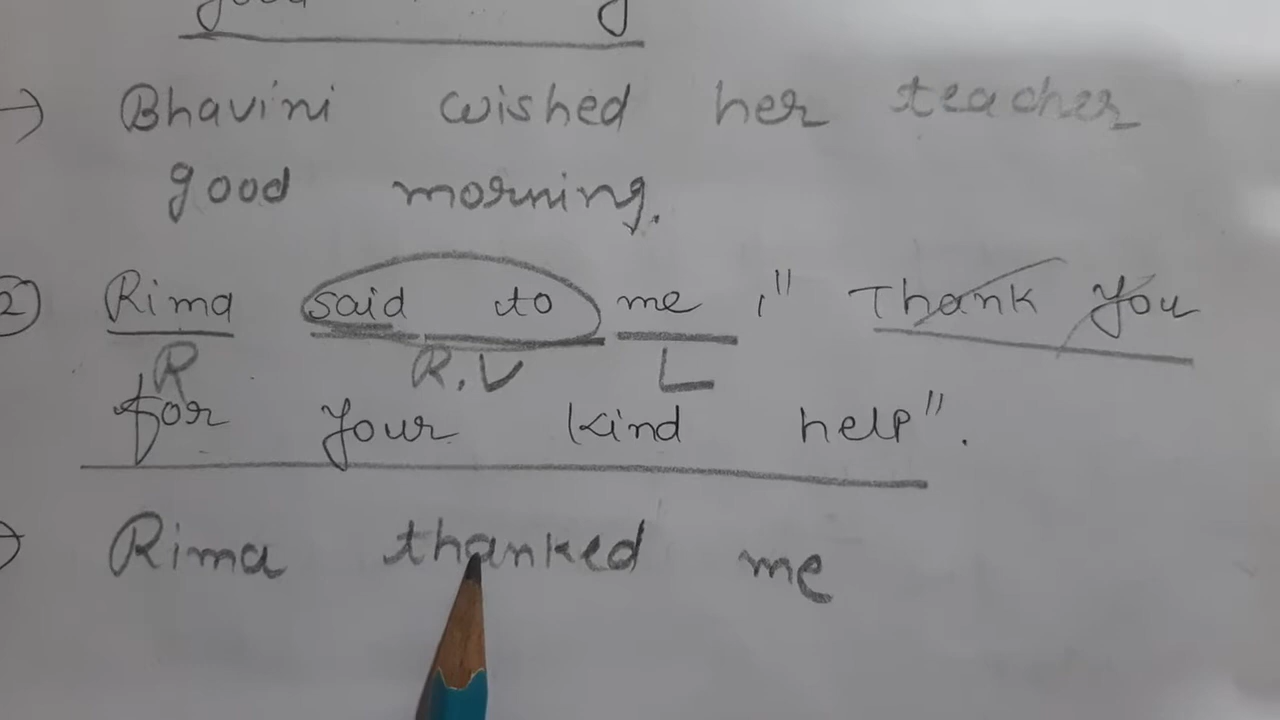 → Bhavini wished her teacher
good morning.
2 Rima said to me ," Thank you
R R.V L
for your kind help".
→ Rima thanked me